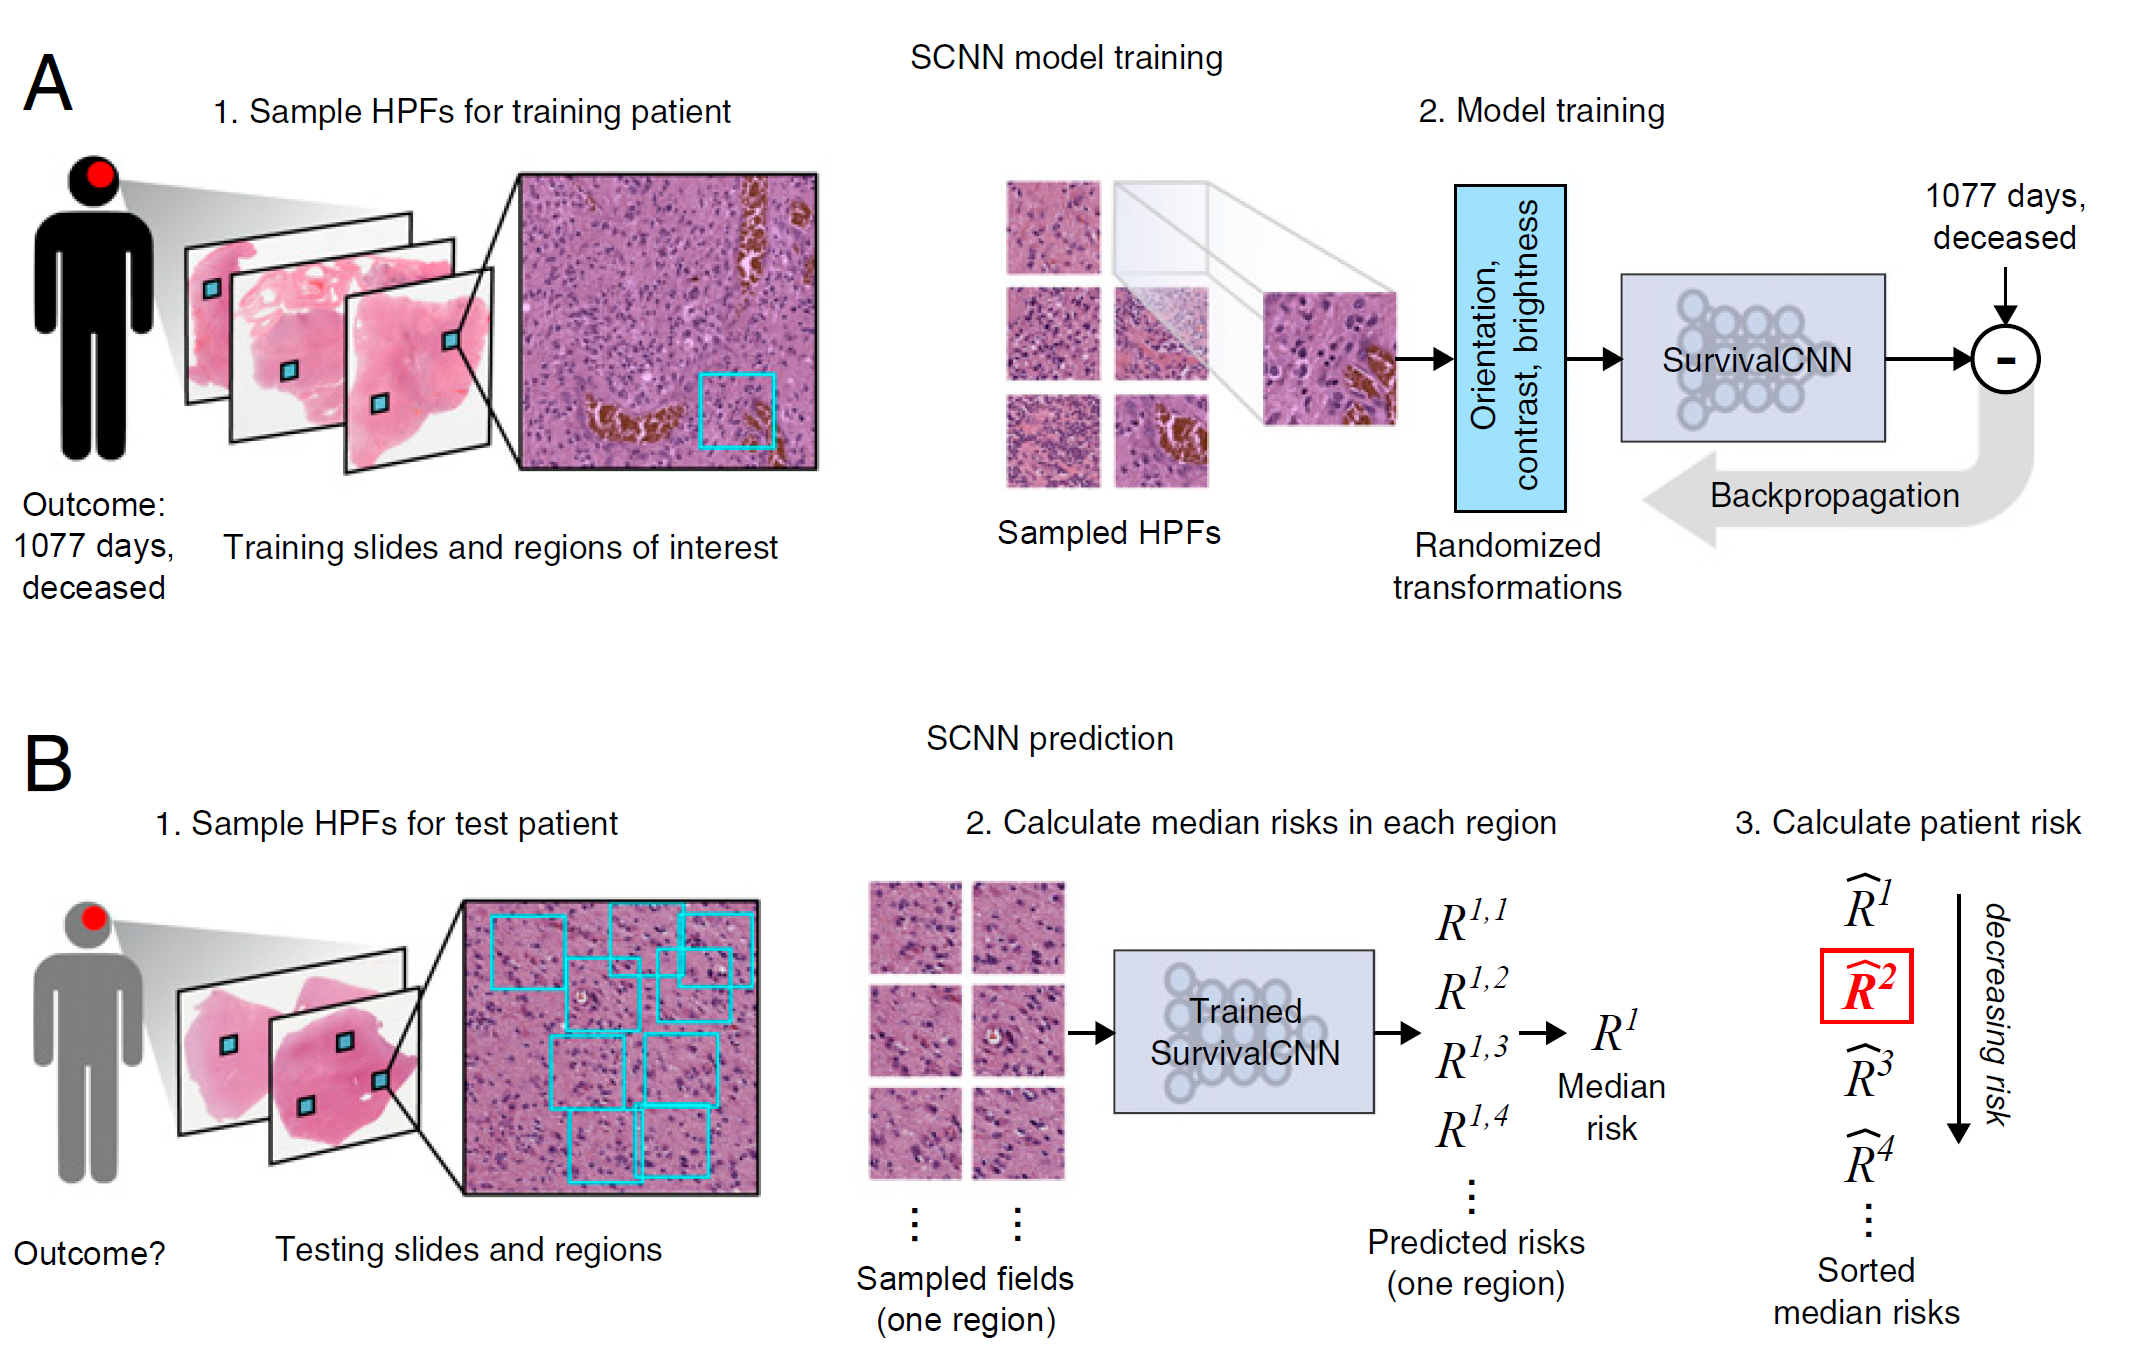 A
SCNN model training
1. Sample HPFs for training patient
2. Model training
Outcome:
1077 days,
deceased
Training slides and regions of interest
Sampled HPFs
Orientation,
contrast, brightness
Randomized
transformations
SurvivalCNN
1077 days,
deceased
-
Backpropagation
B
SCNN prediction
1. Sample HPFs for test patient
2. Calculate median risks in each region
3. Calculate patient risk
Outcome?
Testing slides and regions
⋮ ⋮
Sampled fields
(one region)
Trained
SurvivalCNN
R^1,1
R^1,2
R^1,3
R^1,4
⋮
Predicted risks
(one region)
R^1
Median
risk
R̂^1
R̂^2
R̂^3
R̂^4
⋮
Sorted
median risks
decreasing risk